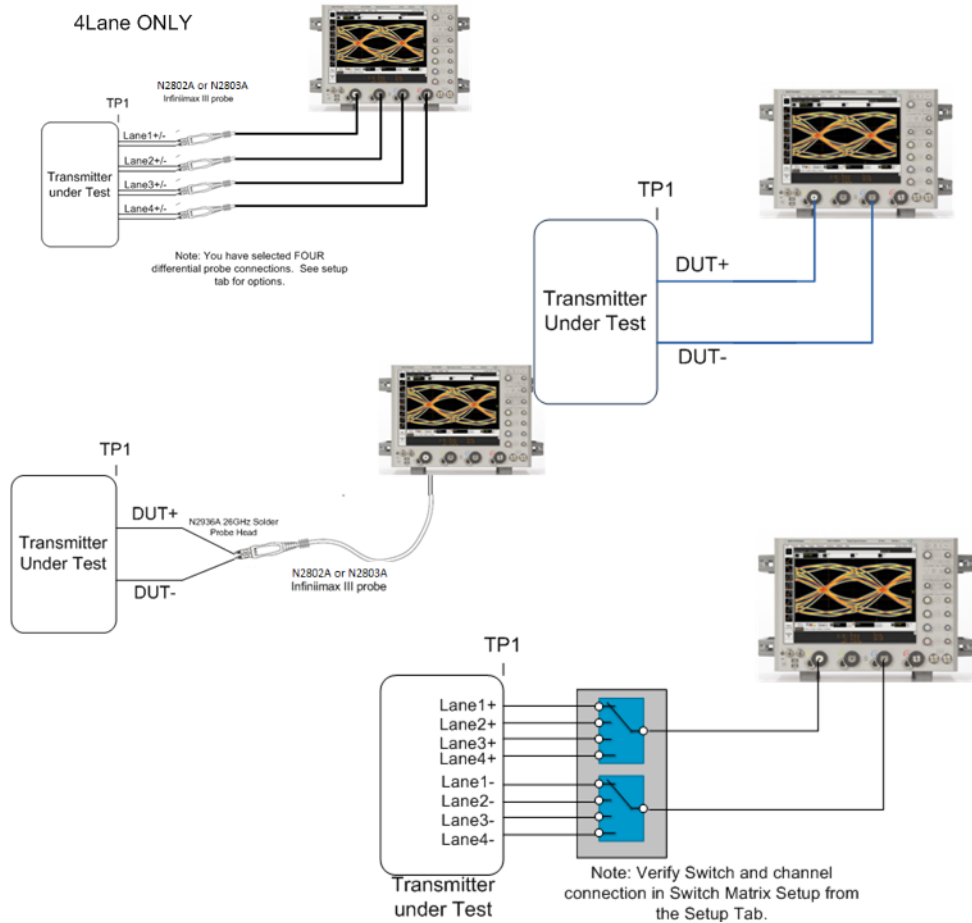 4Lane ONLY
N2802A or N2803A
Infiniimax III probe
TP1
Lane1+/-
Lane2+/-
Lane3+/-
Lane4+/-
Transmitter
under Test
Note: You have selected FOUR
differential probe connections. See setup
tab for options.
TP1
DUT+
Transmitter
Under Test
DUT-
TP1
DUT+
N2936A 26GHz Solder
Probe Head
Transmitter
Under Test
N2802A or N2803A
Infiniimax III probe
DUT-
TP1
Lane1+
Lane2+
Lane3+
Lane4+
Lane1-
Lane2-
Lane3-
Lane4-
Transmitter
under Test
Note: Verify Switch and channel
connection in Switch Matrix Setup from
the Setup Tab.